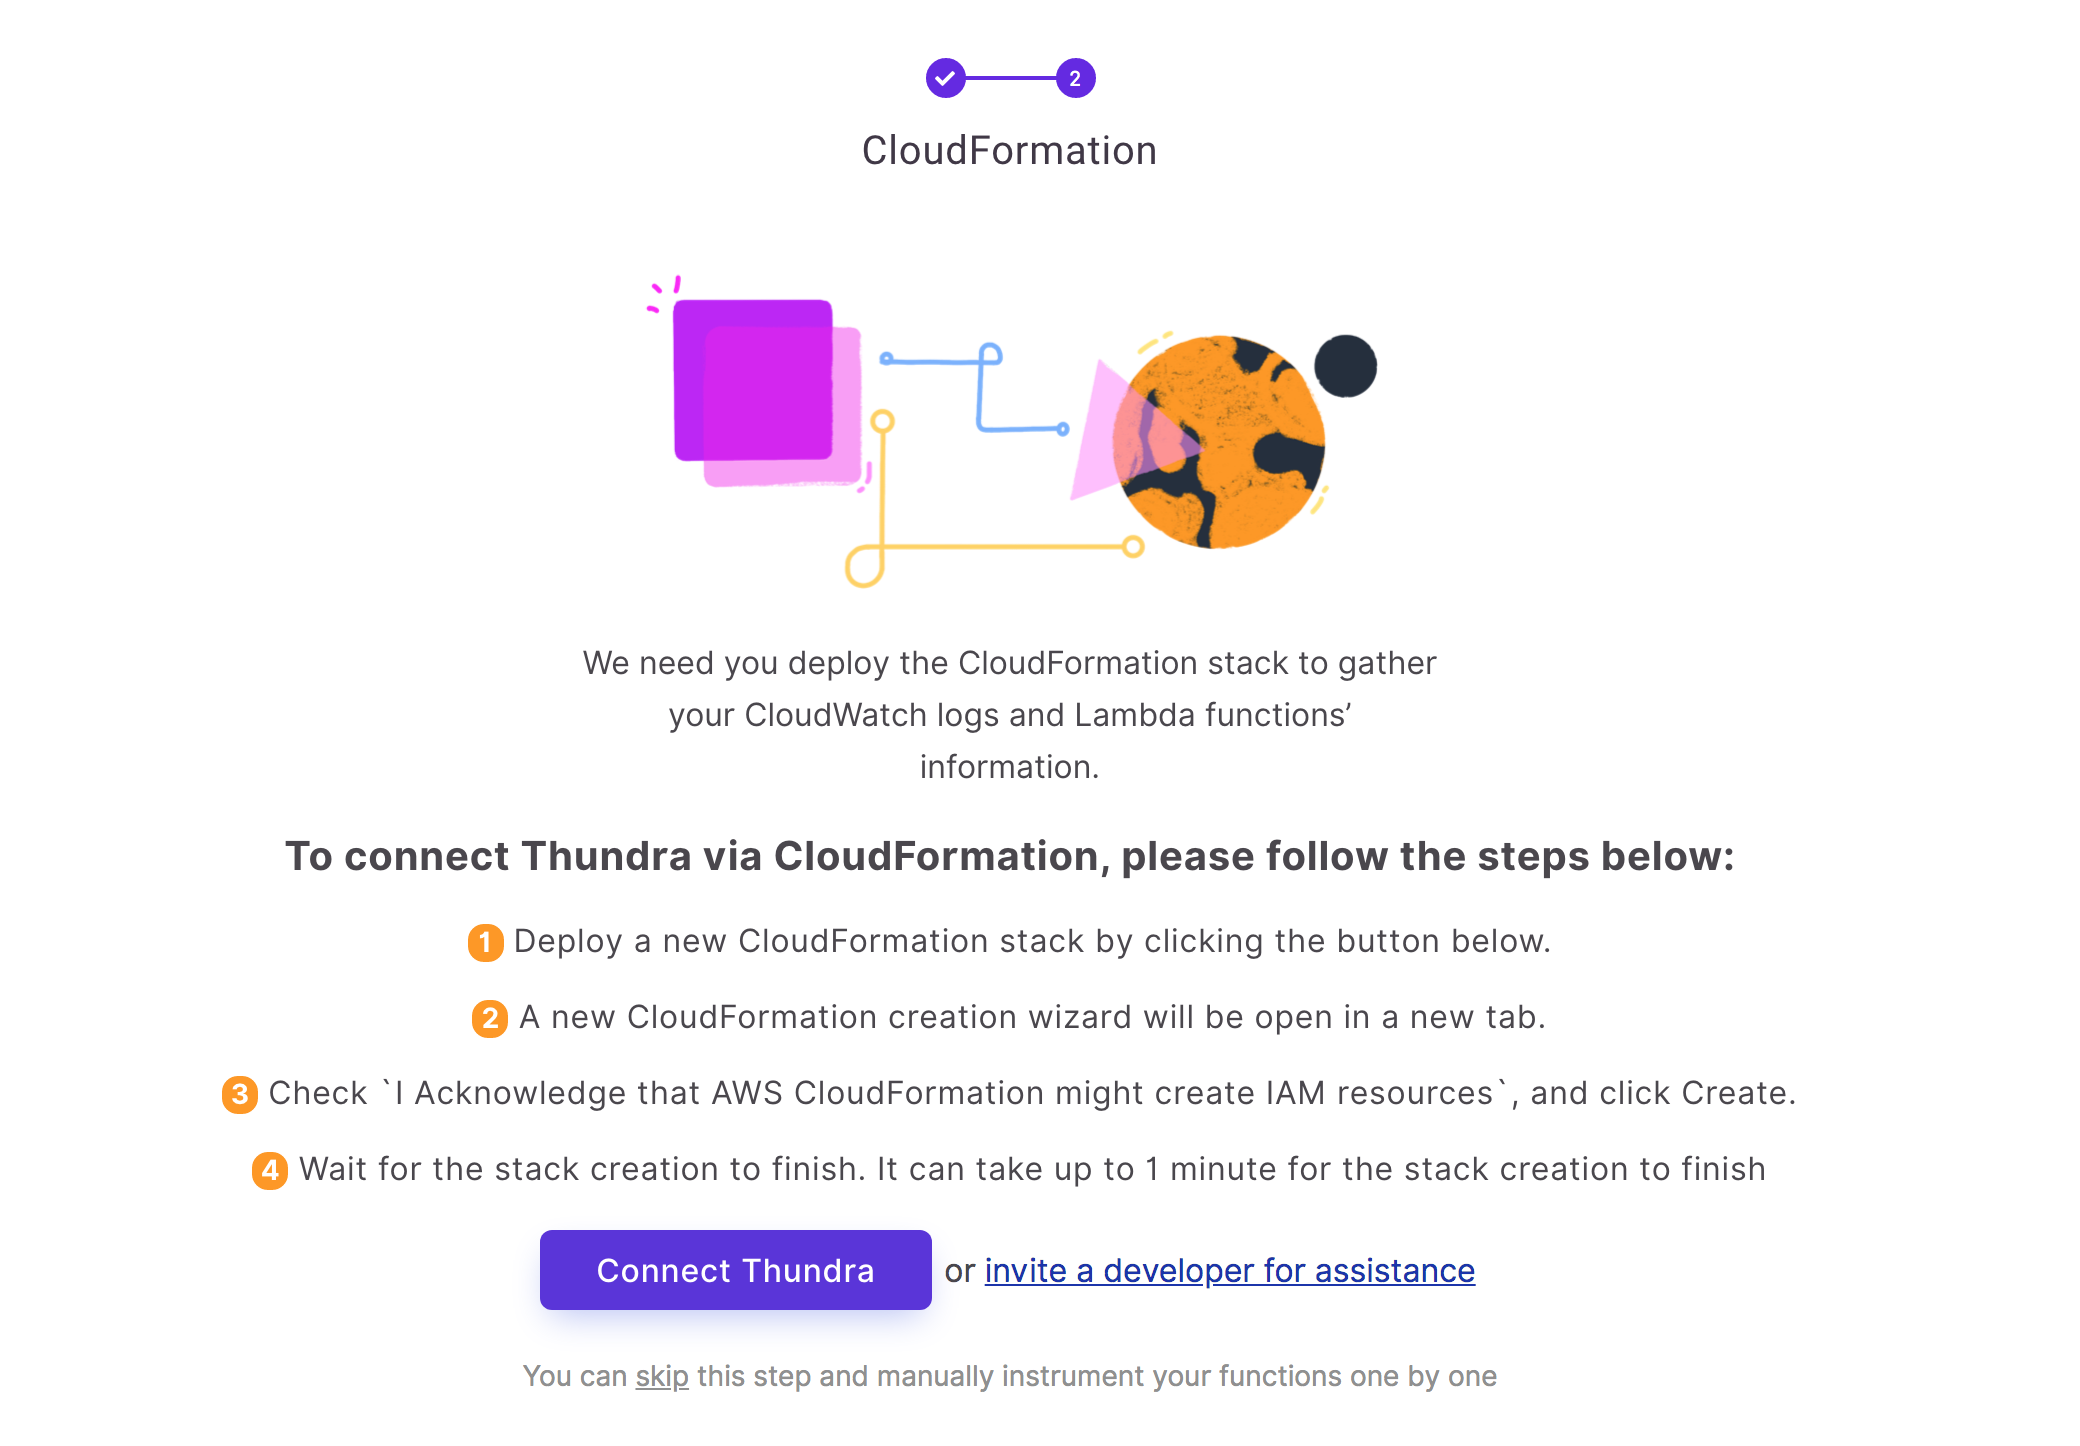 2
CloudFormation
We need you deploy the CloudFormation stack to gather
your CloudWatch logs and Lambda functions’
information.
To connect Thundra via CloudFormation, please follow the steps below:
1 Deploy a new CloudFormation stack by clicking the button below.
2 A new CloudFormation creation wizard will be open in a new tab.
3 Check `I Acknowledge that AWS CloudFormation might create IAM resources`, and click Create.
4 Wait for the stack creation to finish. It can take up to 1 minute for the stack creation to finish
Connect Thundra or invite a developer for assistance
You can skip this step and manually instrument your functions one by one